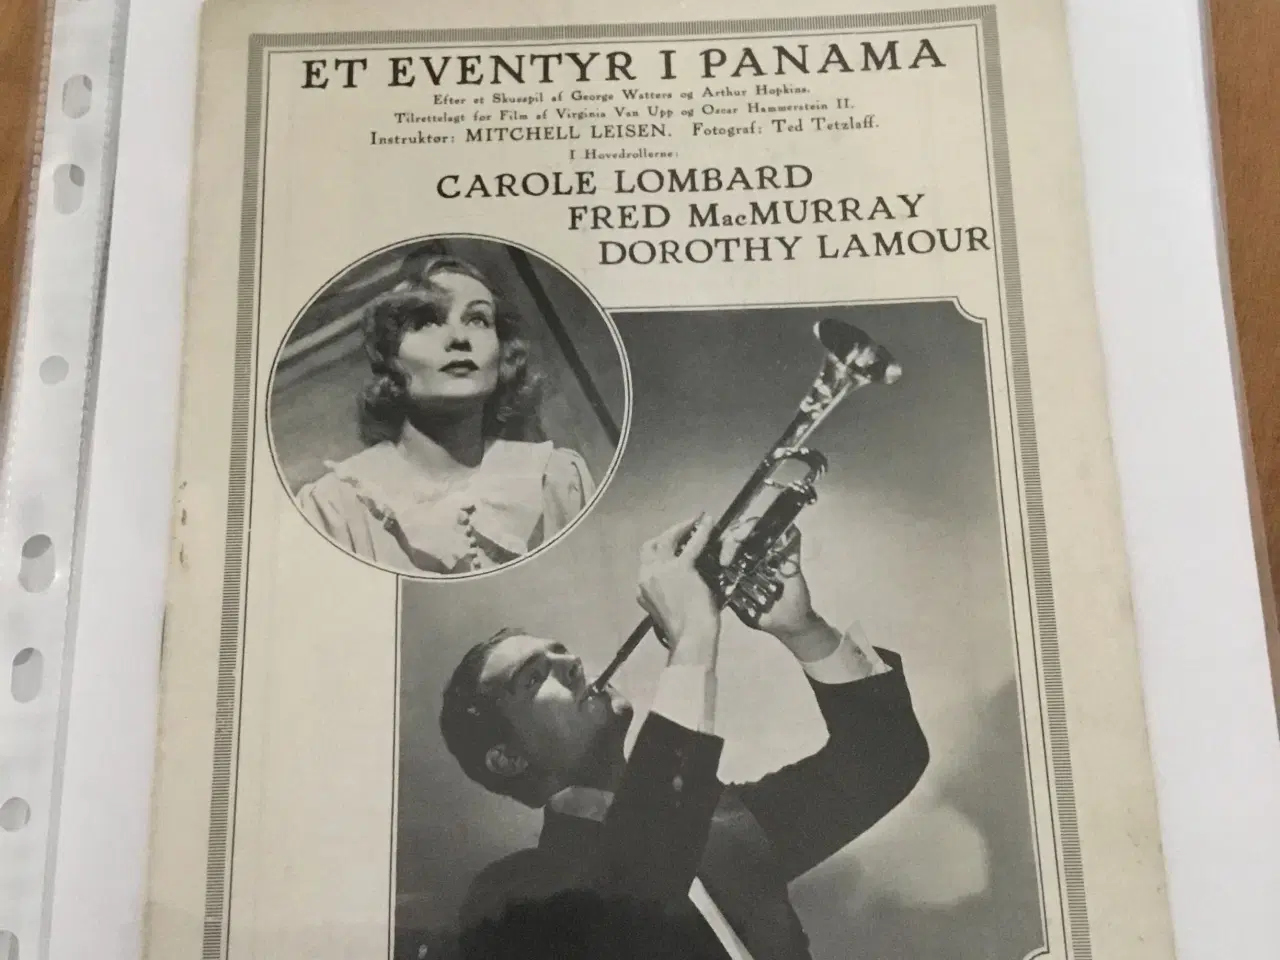 ET EVENTYR I PANAMA
Efter et Skuespil af George Watters og Arthur Hopkins.
Tilrettelagt for Film af Virginia Van Upp og Oscar Hammerstein II.
Instruktør: MITCHELL LEISEN. Fotograf: Ted Tetzlaff.
I Hovedrollerne:
CAROLE LOMBARD
FRED MacMURRAY
DOROTHY LAMOUR